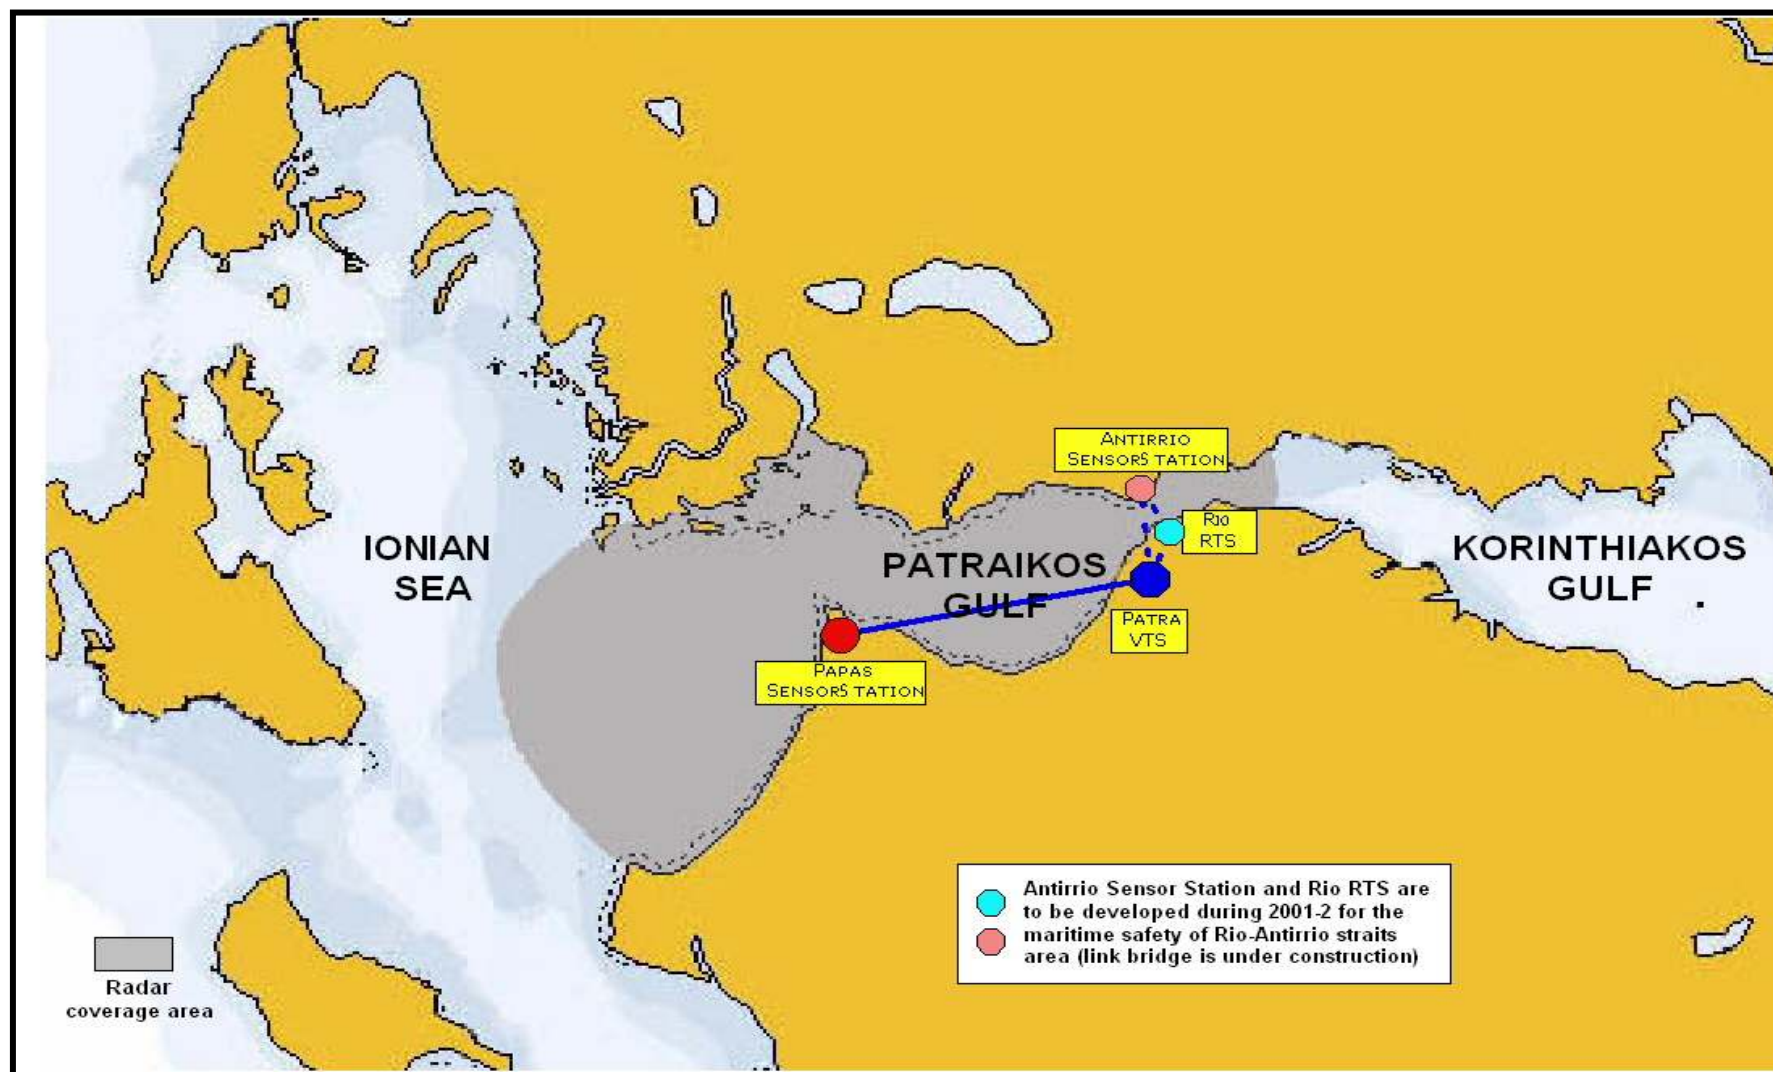 ANTIRRIO
SENSORS TATION
RIO
RTS
IONIAN
SEA
PATRAIKOS
GULF
KORINTHIAKOS
GULF
PATRA
VTS
PAPAS
SENSORS TATION
Antirrio Sensor Station and Rio RTS are
to be developed during 2001-2 for the
maritime safety of Rio-Antirrio straits
area (link bridge is under construction)
Radar
coverage area